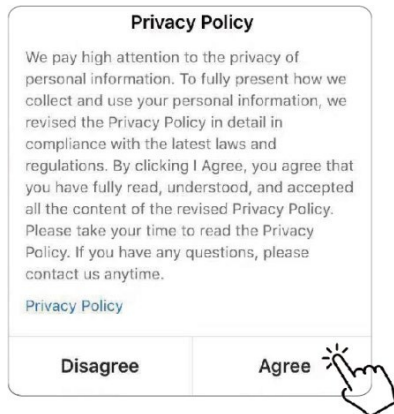 Privacy Policy
We pay high attention to the privacy of
personal information. To fully present how we
collect and use your personal information, we
revised the Privacy Policy in detail in
compliance with the latest laws and
regulations. By clicking I Agree, you agree that
you have fully read, understood, and accepted
all the content of the revised Privacy Policy.
Please take your time to read the Privacy
Policy. If you have any questions, please
contact us anytime.
Privacy Policy
Disagree
Agree